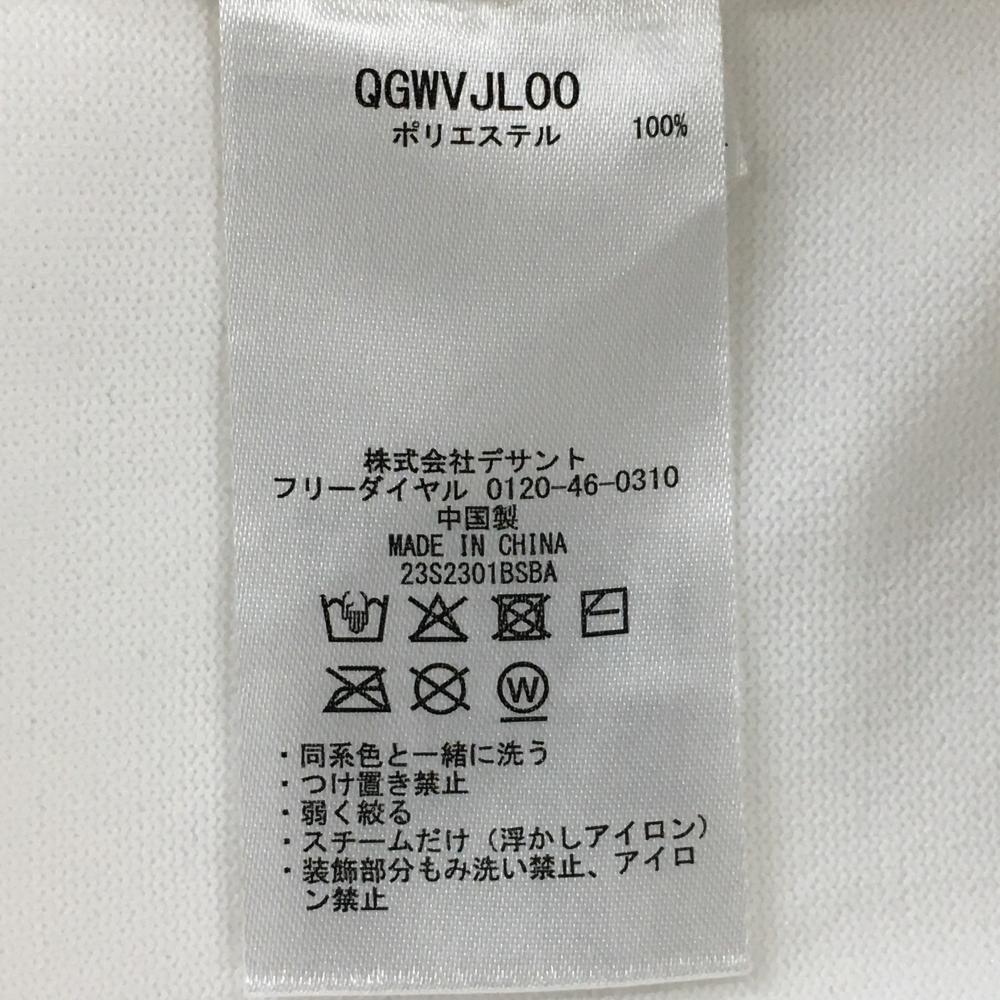 QGWVJL00
ポリエステル 100%
株式会社デサント
フリーダイヤル 0120-46-0310
中国製
MADE IN CHINA
23S2301BSBA
W
・同系色と一緒に洗う
・つけ置き禁止
・弱く絞る
・スチームだけ（浮かしアイロン）
・装飾部分もみ洗い禁止、アイロ
ン禁止